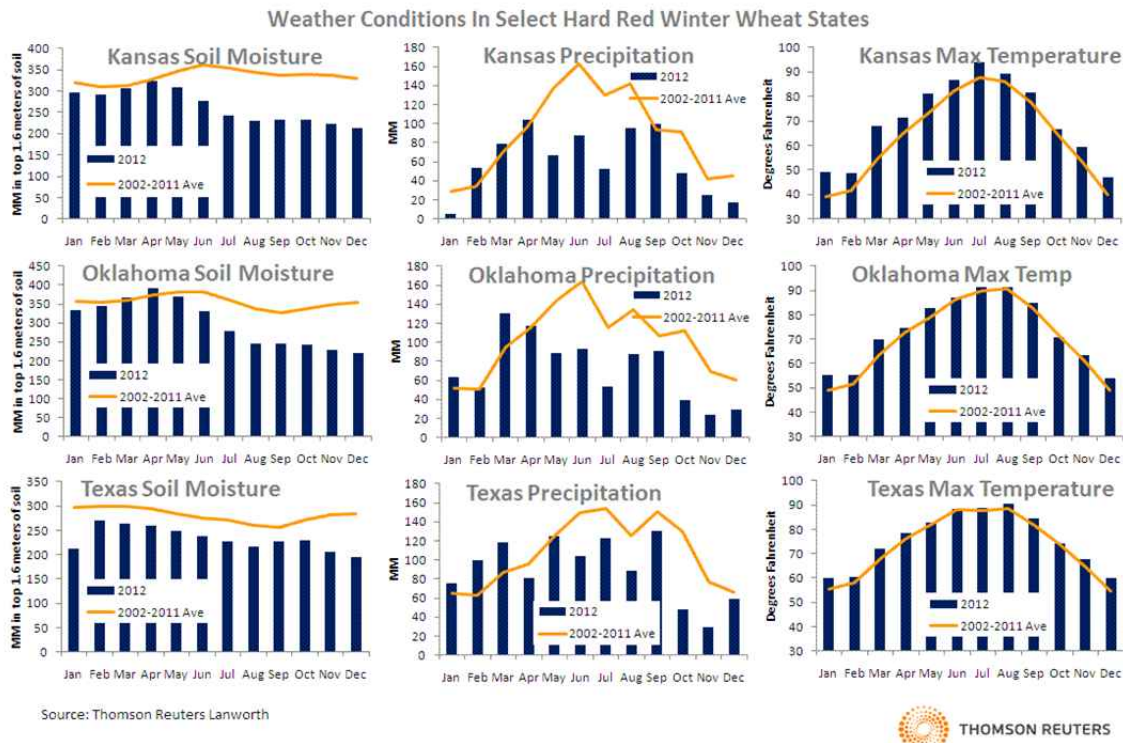 Weather Conditions In Select Hard Red Winter Wheat States
Kansas Soil Moisture
MM in top 1.6 meters of soil
400
350
300
250
200
150
100
50
0
2012
2002-2011 Ave
Jan Feb Mar Apr May Jun Jul Aug Sep Oct Nov Dec
Kansas Precipitation
MM
180
160
140
120
100
80
60
40
20
0
2012
2002-2011 Ave
Jan Feb Mar Apr May Jun Jul Aug Sep Oct Nov Dec
Kansas Max Temperature
Degrees Fahrenheit
100
90
80
70
60
50
40
30
2012
2002-2011 Ave
Jan Feb Mar Apr May Jun Jul Aug Sep Oct Nov Dec
Oklahoma Soil Moisture
MM in top 1.6 meters of soil
450
400
350
300
250
200
150
100
50
0
2012
2002-2011 Ave
Jan Feb Mar Apr May Jun Jul Aug Sep Oct Nov Dec
Oklahoma Precipitation
MM
180
160
140
120
100
80
60
40
20
0
2012
2002-2011 Ave
Jan Feb Mar Apr May Jun Jul Aug Sep Oct Nov Dec
Oklahoma Max Temp
Degrees Fahrenheit
100
90
80
70
60
50
40
30
2012
2002-2011 Ave
Jan Feb Mar Apr May Jun Jul Aug Sep Oct Nov Dec
Texas Soil Moisture
MM in top 1.6 meters of soil
350
300
250
200
150
100
50
0
2012
2002-2011 Ave
Jan Feb Mar Apr May Jun Jul Aug Sep Oct Nov Dec
Texas Precipitation
MM
180
160
140
120
100
80
60
40
20
0
2012
2002-2011 Ave
Jan Feb Mar Apr May Jun Jul Aug Sep Oct Nov Dec
Texas Max Temperature
Degrees Fahrenheit
100
90
80
70
60
50
40
30
2012
2002-2011 Ave
Jan Feb Mar Apr May Jun Jul Aug Sep Oct Nov Dec
Source: Thomson Reuters Lanworth
THOMSON REUTERS